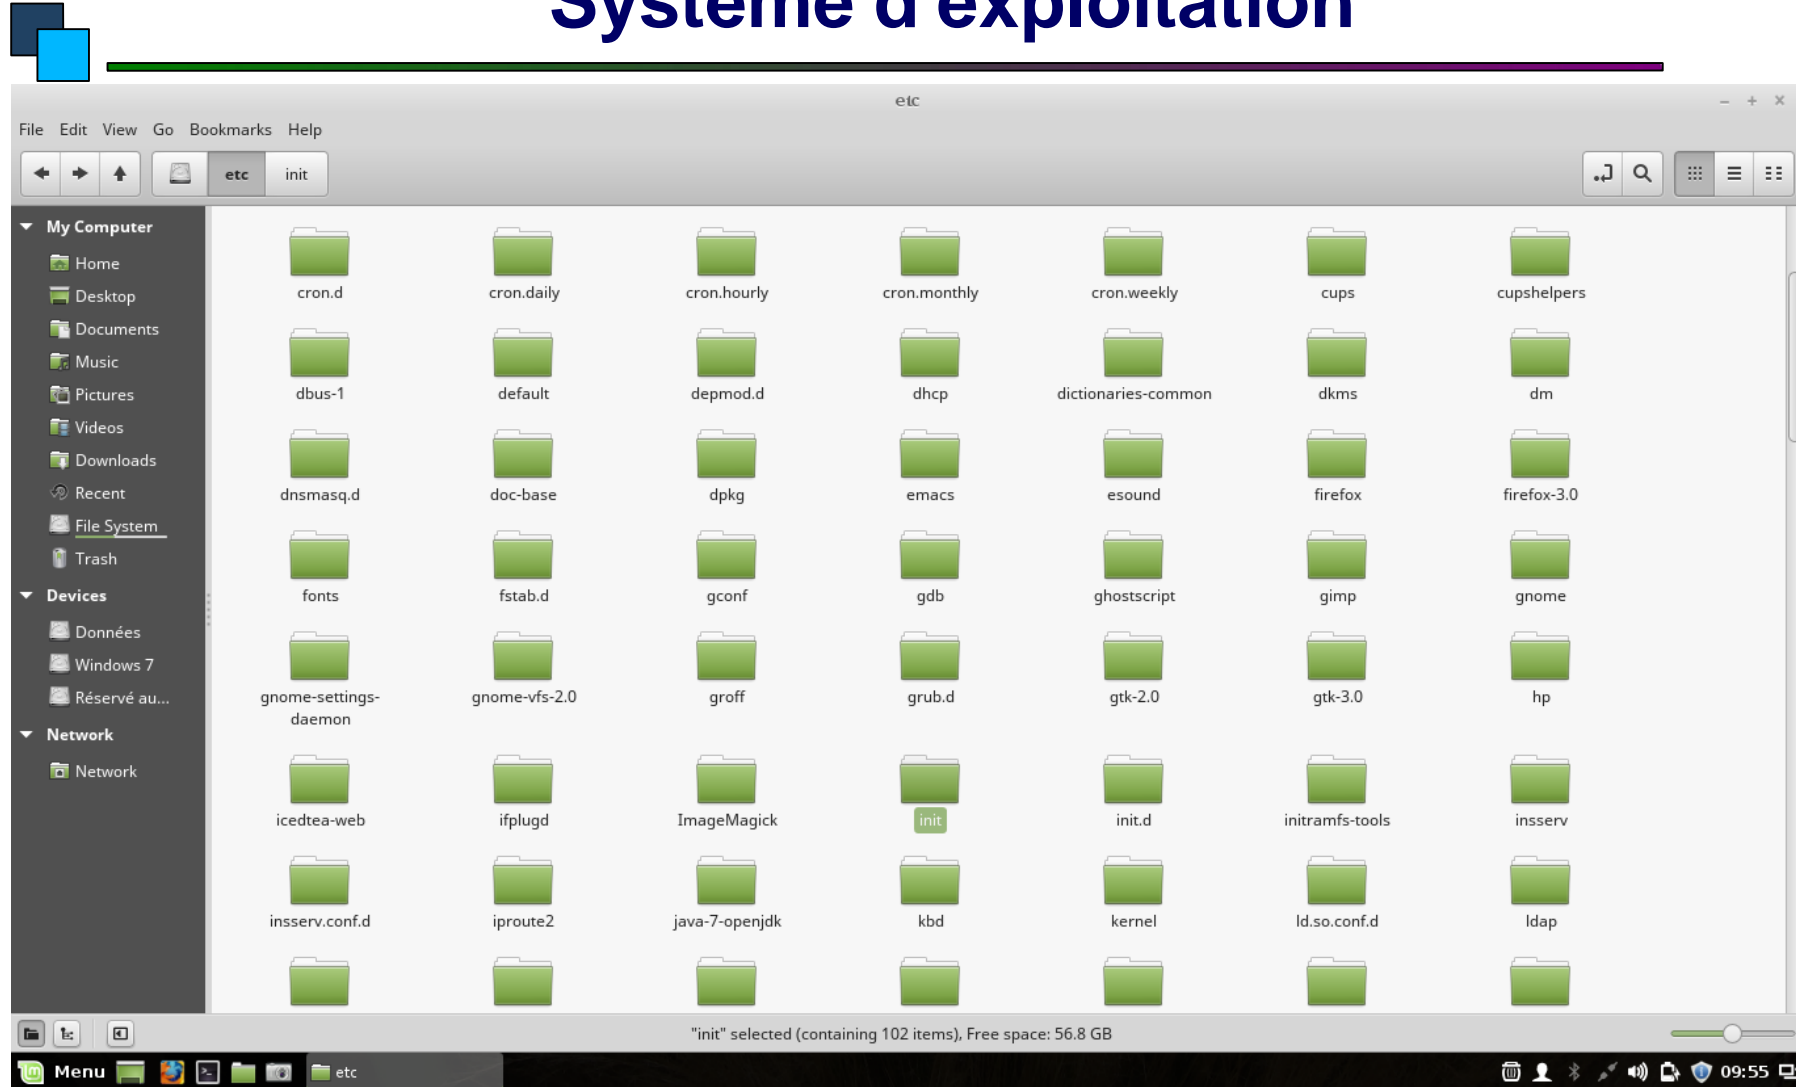 Système d'exploitation
etc
File Edit View Go Bookmarks Help
etc init
My Computer
Home
Desktop
Documents
Music
Pictures
Videos
Downloads
Recent
File System
Trash
Devices
Données
Windows 7
Réservé au...
Network
Network
cron.d cron.daily cron.hourly cron.monthly cron.weekly cups cupshelpers
dbus-1 default depmod.d dhcp dictionaries-common dkms dm
dnsmasq.d doc-base dpkg emacs esound firefox firefox-3.0
fonts fstab.d gconf gdb ghostscript gimp gnome
gnome-settings- gnome-vfs-2.0 groff grub.d gtk-2.0 gtk-3.0 hp
daemon
icedtea-web ifplugd ImageMagick init init.d initramfs-tools insserv
insserv.conf.d iproute2 java-7-openjdk kbd kernel ld.so.conf.d ldap
"init" selected (containing 102 items), Free space: 56.8 GB
Menu etc 09:55